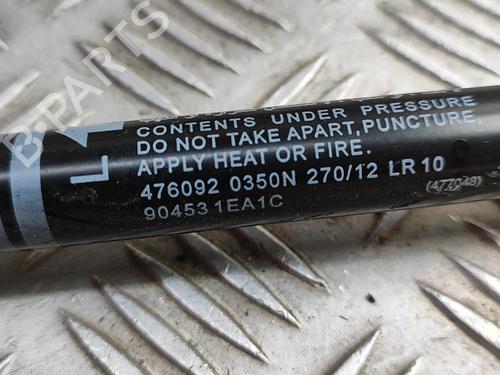 B-PARTS
L
CONTENTS UNDER PRESSURE
DO NOT TAKE APART, PUNCTURE,
APPLY HEAT OR FIRE.
476092 0350N 270/12 LR 10
90453 1EA1C